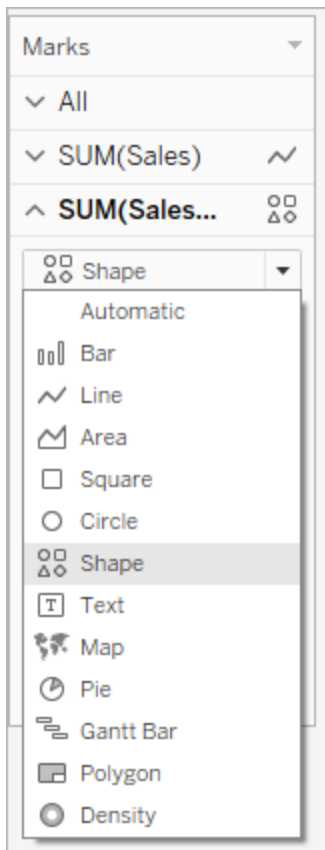 Marks
All
SUM(Sales)
SUM(Sales...
Shape
Automatic
Bar
Line
Area
Square
Circle
Shape
T Text
Map
Pie
Gantt Bar
Polygon
Density